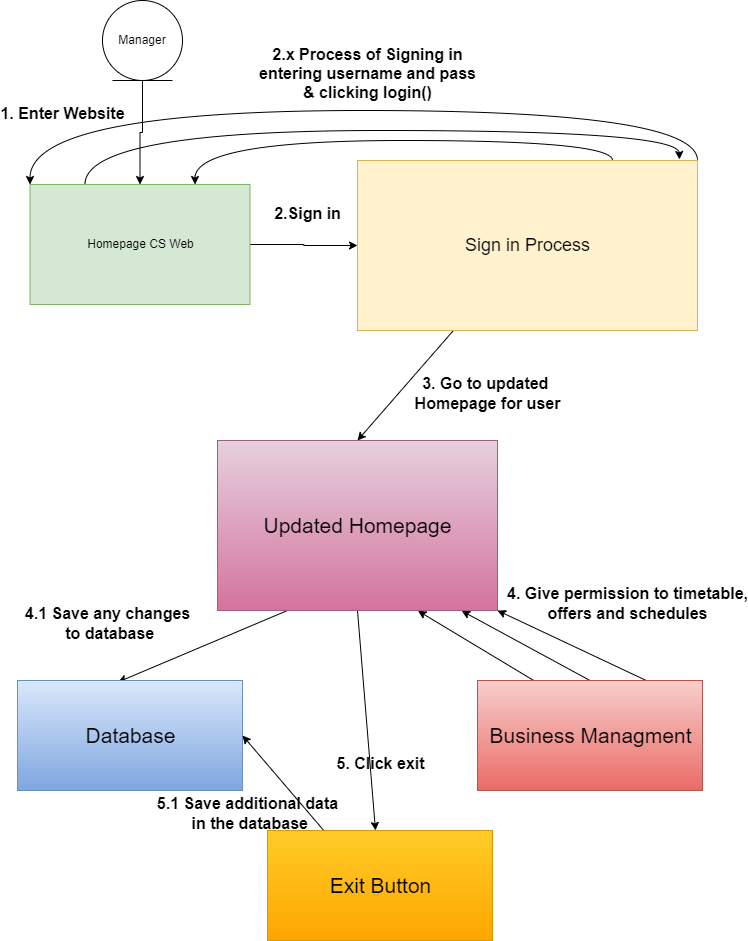 Manager
2.x Process of Signing in
entering username and pass
& clicking login()
1. Enter Website
2.Sign in
Homepage CS Web
Sign in Process
3. Go to updated
Homepage for user
Updated Homepage
4. Give permission to timetable,
offers and schedules
4.1 Save any changes
to database
Database
Business Managment
5. Click exit
5.1 Save additional data
in the database
Exit Button